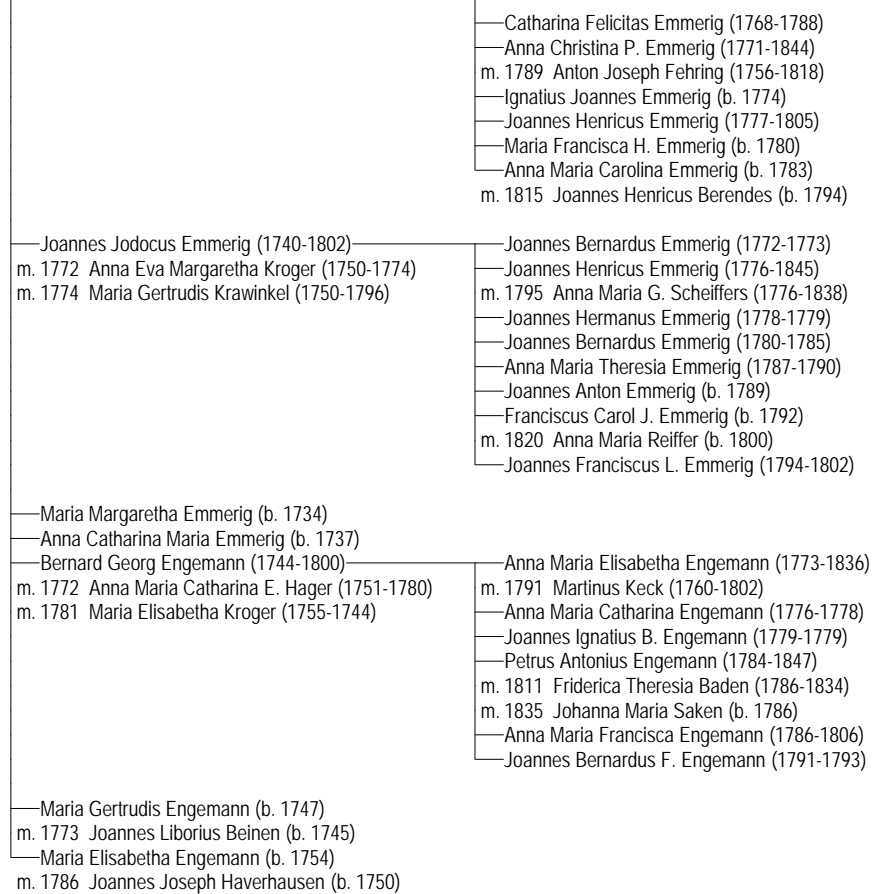 Catharina Felicitas Emmerig (1768-1788)
Anna Christina P. Emmerig (1771-1844)
m. 1789 Anton Joseph Fehring (1756-1818)
Ignatius Joannes Emmerig (b. 1774)
Joannes Henricus Emmerig (1777-1805)
Maria Francisca H. Emmerig (b. 1780)
Anna Maria Carolina Emmerig (b. 1783)
m. 1815 Joannes Henricus Berendes (b. 1794)
Joannes Jodocus Emmerig (1740-1802)
m. 1772 Anna Eva Margaretha Kroger (1750-1774)
m. 1774 Maria Gertrudis Krawinkel (1750-1796)
Joannes Bernardus Emmerig (1772-1773)
Joannes Henricus Emmerig (1776-1845)
m. 1795 Anna Maria G. Scheiffers (1776-1838)
Joannes Hermanus Emmerig (1778-1779)
Joannes Bernardus Emmerig (1780-1785)
Anna Maria Theresia Emmerig (1787-1790)
Joannes Anton Emmerig (b. 1789)
Franciscus Carol J. Emmerig (b. 1792)
m. 1820 Anna Maria Reiffer (b. 1800)
Joannes Franciscus L. Emmerig (1794-1802)
Maria Margaretha Emmerig (b. 1734)
Anna Catharina Maria Emmerig (b. 1737)
Bernard Georg Engemann (1744-1800)
m. 1772 Anna Maria Catharina E. Hager (1751-1780)
m. 1781 Maria Elisabetha Kroger (1755-1744)
Anna Maria Elisabetha Engemann (1773-1836)
m. 1791 Martinus Keck (1760-1802)
Anna Maria Catharina Engemann (1776-1778)
Joannes Ignatius B. Engemann (1779-1779)
Petrus Antonius Engemann (1784-1847)
m. 1811 Friderica Theresia Baden (1786-1834)
m. 1835 Johanna Maria Saken (b. 1786)
Anna Maria Francisca Engemann (1786-1806)
Joannes Bernardus F. Engemann (1791-1793)
Maria Gertrudis Engemann (b. 1747)
m. 1773 Joannes Liborius Beinen (b. 1745)
Maria Elisabetha Engemann (b. 1754)
m. 1786 Joannes Joseph Haverhausen (b. 1750)